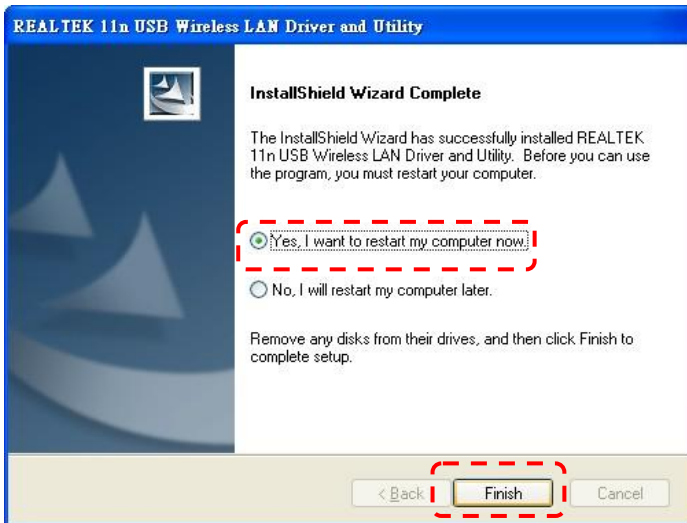 REALTEK 11n USB Wireless LAN Driver and Utility
InstallShield Wizard Complete
The InstallShield Wizard has successfully installed REALTEK
11n USB Wireless LAN Driver and Utility. Before you can use
the program, you must restart your computer.
Yes, I want to restart my computer now.
No, I will restart my computer later.
Remove any disks from their drives, and then click Finish to
complete setup.
< Back Finish Cancel